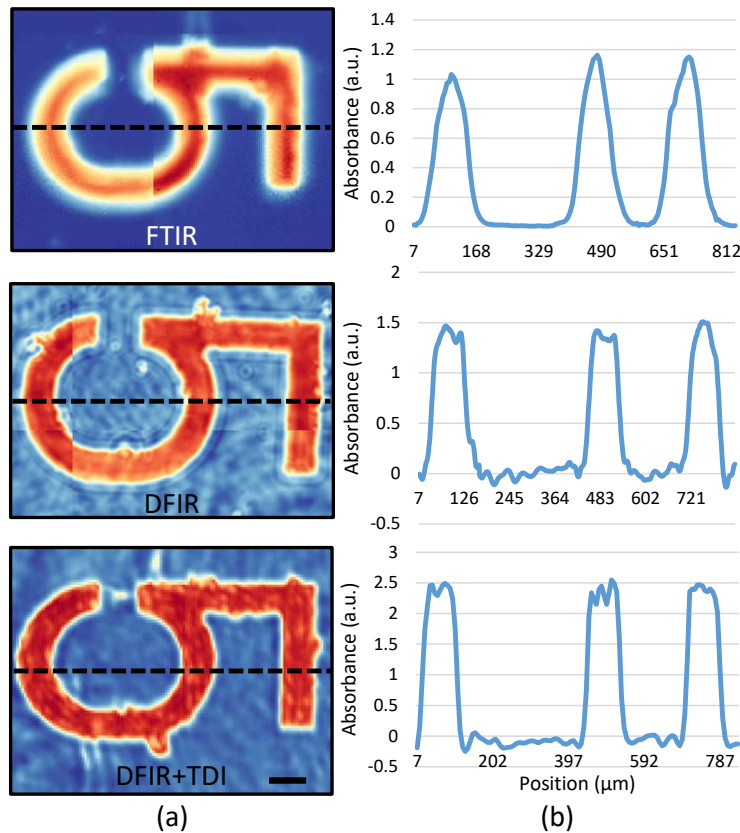 FTIR
Absorbance (a.u.)
1.4
1.2
1
0.8
0.6
0.4
0.2
0
7 168 329 490 651 812
DFIR
Absorbance (a.u.)
2
1.5
1
0.5
0
-0.5
7 126 245 364 483 602 721
DFIR+TDI
Absorbance (a.u.)
3
2.5
2
1.5
1
0.5
0
-0.5
7 202 397 592 787
Position (µm)
(a) (b)